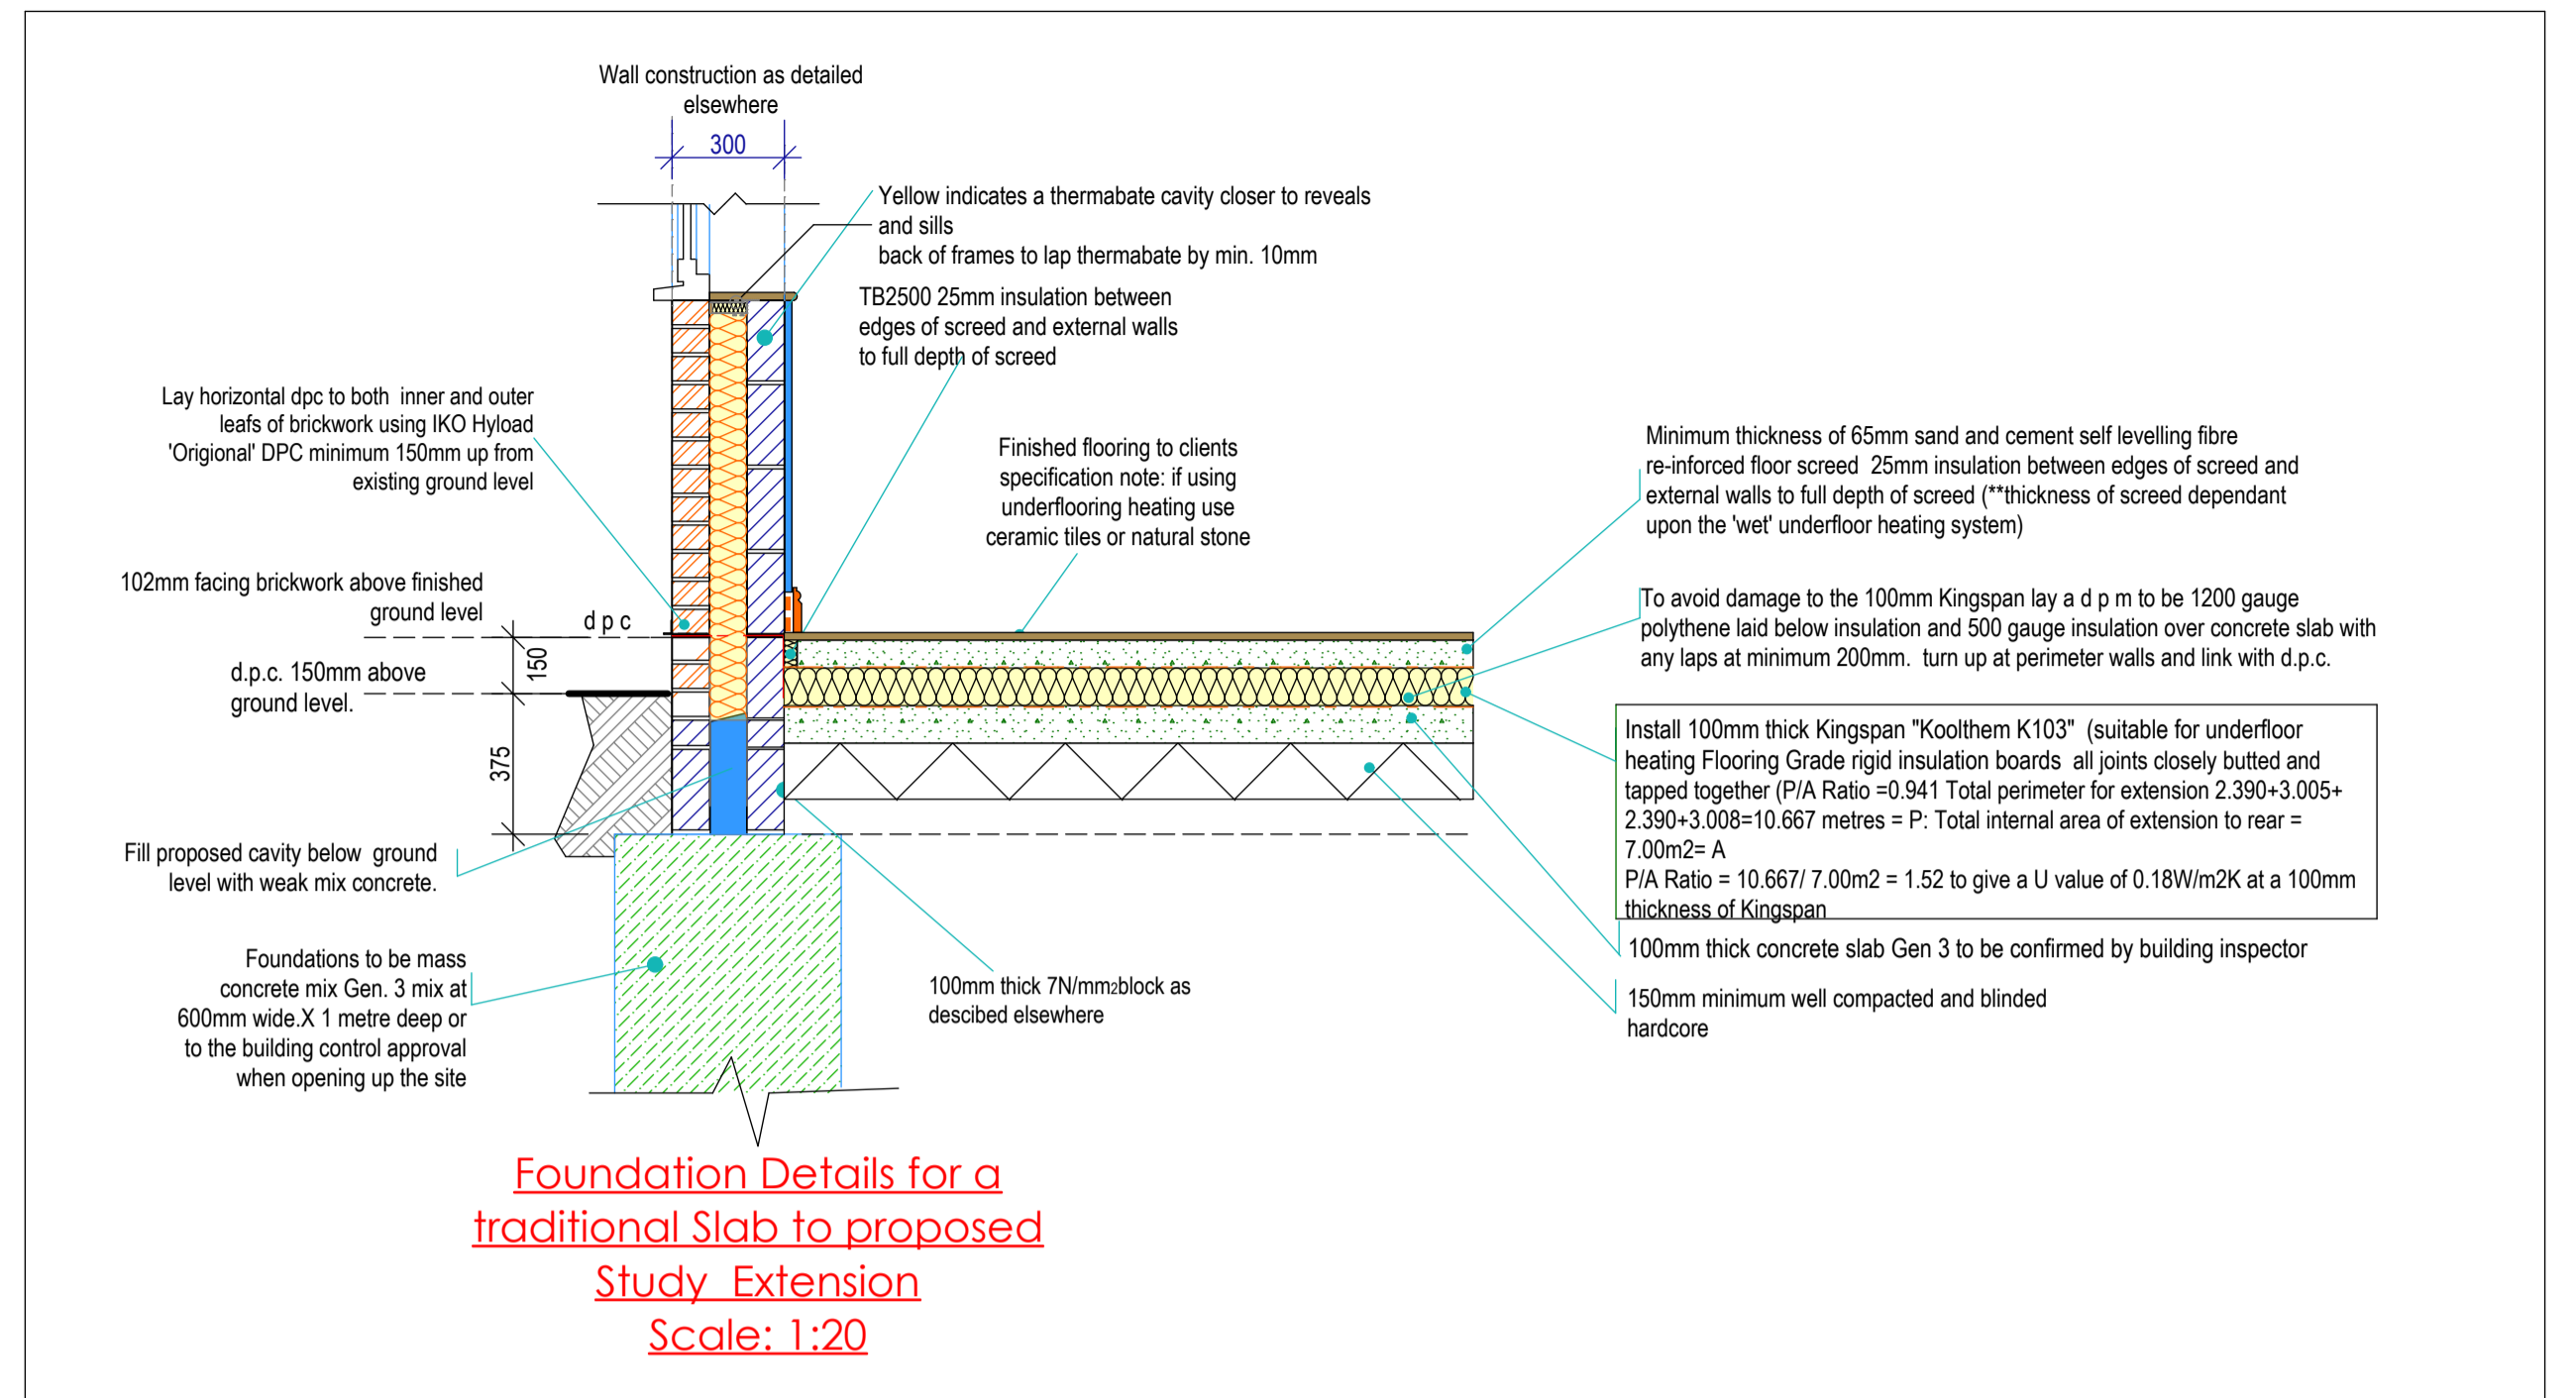 Wall construction as detailed
elsewhere
300
Yellow indicates a thermabate cavity closer to reveals
and sills
back of frames to lap thermabate by min. 10mm
TB2500 25mm insulation between
edges of screed and external walls
to full depth of screed
Lay horizontal dpc to both inner and outer
leafs of brickwork using IKO Hyload
'Origional' DPC minimum 150mm up from
existing ground level
Finished flooring to clients
specification note: if using
underflooring heating use
ceramic tiles or natural stone
Minimum thickness of 65mm sand and cement self levelling fibre
re-inforced floor screed 25mm insulation between edges of screed and
external walls to full depth of screed (**thickness of screed dependant
upon the 'wet' underfloor heating system)
102mm facing brickwork above finished
ground level
d p c
150
d.p.c. 150mm above
ground level.
375
To avoid damage to the 100mm Kingspan lay a d p m to be 1200 gauge
polythene laid below insulation and 500 gauge insulation over concrete slab with
any laps at minimum 200mm. turn up at perimeter walls and link with d.p.c.
Install 100mm thick Kingspan "Koolthem K103" (suitable for underfloor
heating Flooring Grade rigid insulation boards all joints closely butted and
tapped together (P/A Ratio =0.941 Total perimeter for extension 2.390+3.005+
2.390+3.008=10.667 metres = P: Total internal area of extension to rear =
7.00m2= A
P/A Ratio = 10.667/ 7.00m2 = 1.52 to give a U value of 0.18W/m2K at a 100mm
thickness of Kingspan
Fill proposed cavity below ground
level with weak mix concrete.
100mm thick concrete slab Gen 3 to be confirmed by building inspector
150mm minimum well compacted and blinded
hardcore
Foundations to be mass
concrete mix Gen. 3 mix at
600mm wide.X 1 metre deep or
to the building control approval
when opening up the site
100mm thick 7N/mm2block as
descibed elsewhere
Foundation Details for a
traditional Slab to proposed
Study Extension
Scale: 1:20